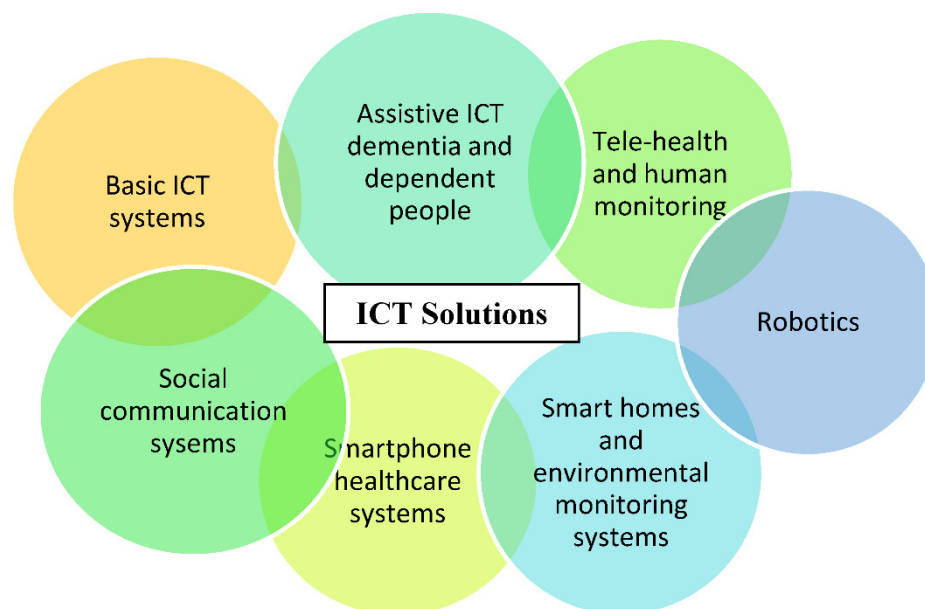 Basic ICT
systems
Assistive ICT
dementia and
dependent
people
Tele-health
and human
monitoring
ICT Solutions
Robotics
Social
communication
sysems
Smartphone
healthcare
systems
Smart homes
and
environmental
monitoring
systems